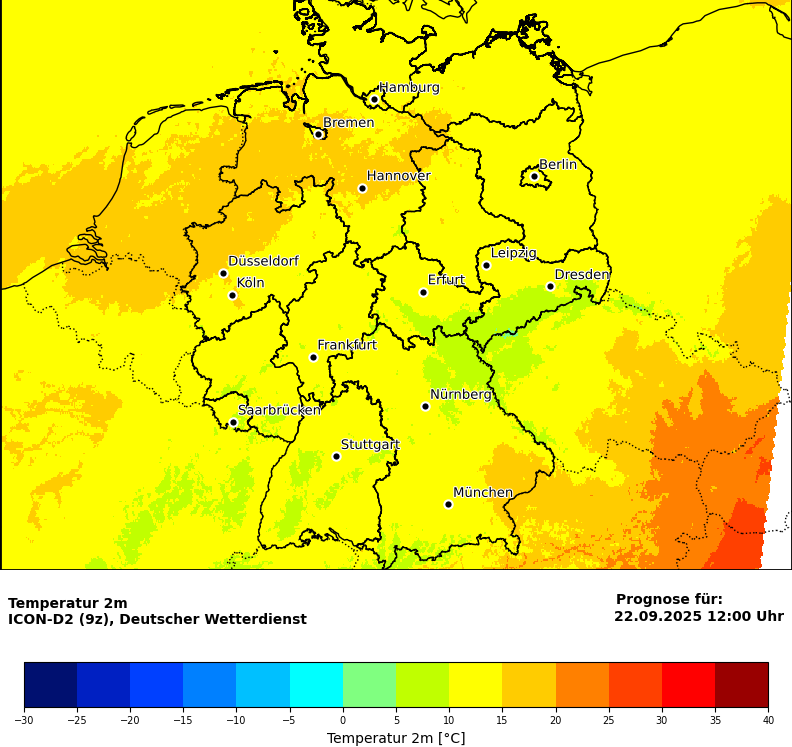 Hamburg
Bremen
Berlin
Hannover
Leipzig
Düsseldorf
Dresden
Erfurt
Köln
Frankfurt
Nürnberg
Saarbrücken
Stuttgart
München
Temperatur 2m
ICON-D2 (9z), Deutscher Wetterdienst
Prognose für:
22.09.2025 12:00 Uhr
−30 −25 −20 −15 −10 −5 0 5 10 15 20 25 30 35 40
Temperatur 2m [°C]